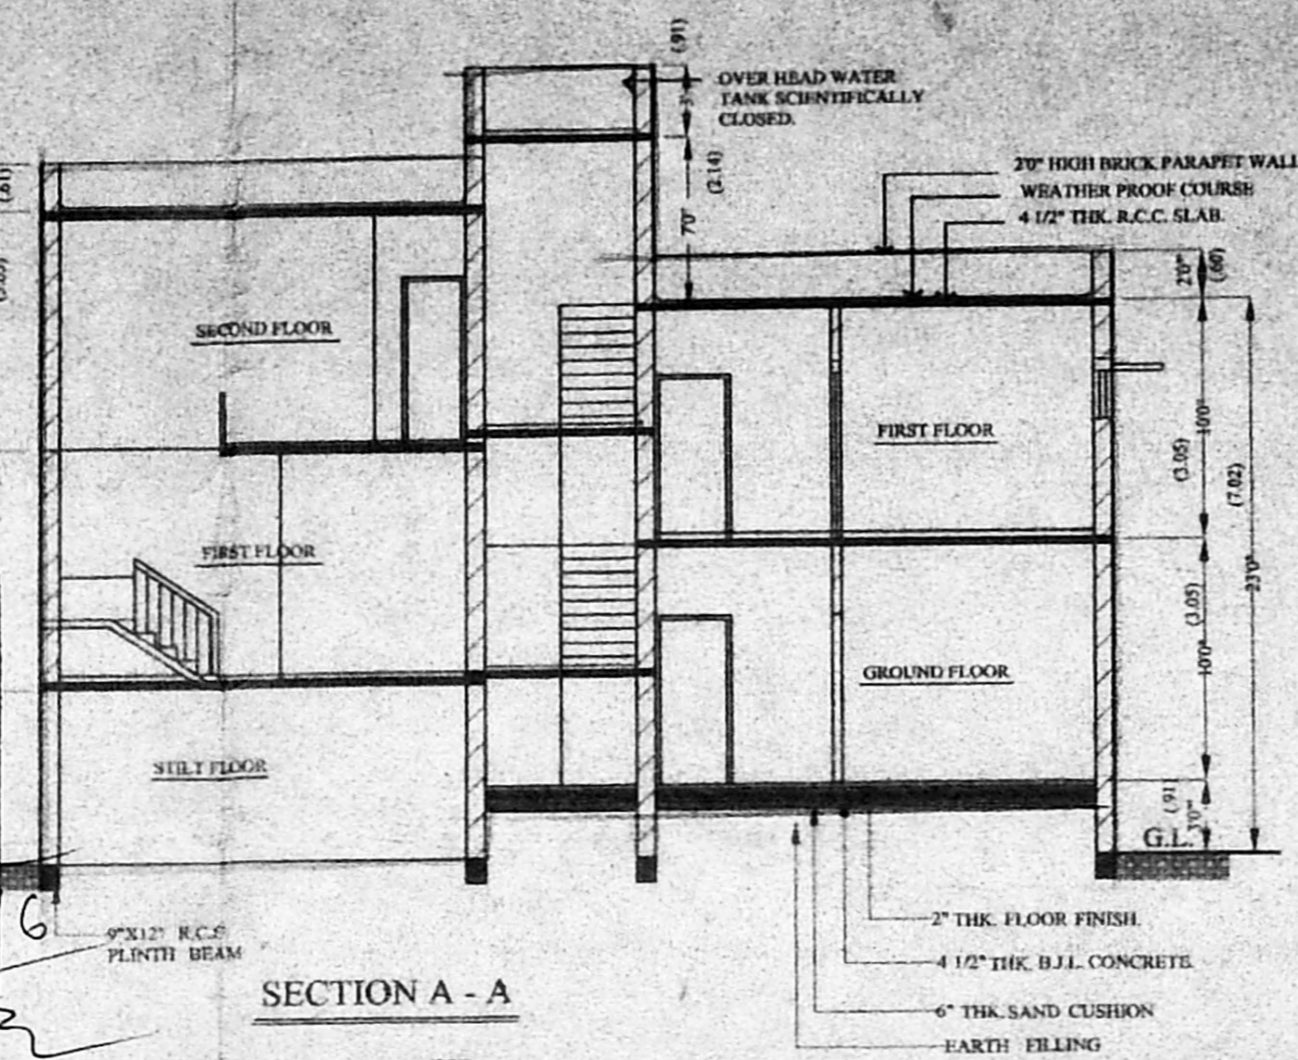 (.91)
3'
OVER HEAD WATER
TANK SCIENTIFICALLY
CLOSED.
(2.14)
7'0"
2'0" HIGH BRICK PARAPET WALL
WEATHER PROOF COURSE
4 1/2" THK. R.C.C. SLAB.
(.61)
2'0"
(.60)
SECOND FLOOR
FIRST FLOOR
10'0"
(3.05)
(7.02)
23'0"
FIRST FLOOR
10'0" (3.05)
GROUND FLOOR
STILT FLOOR
(.91)
3'0"
G.L.
6
9"X12" R.C.C.
PLINTH BEAM
2" THK. FLOOR FINISH.
4 1/2" THK. B.J.L. CONCRETE.
6" THK. SAND CUSHION
EARTH FILLING
SECTION A - A